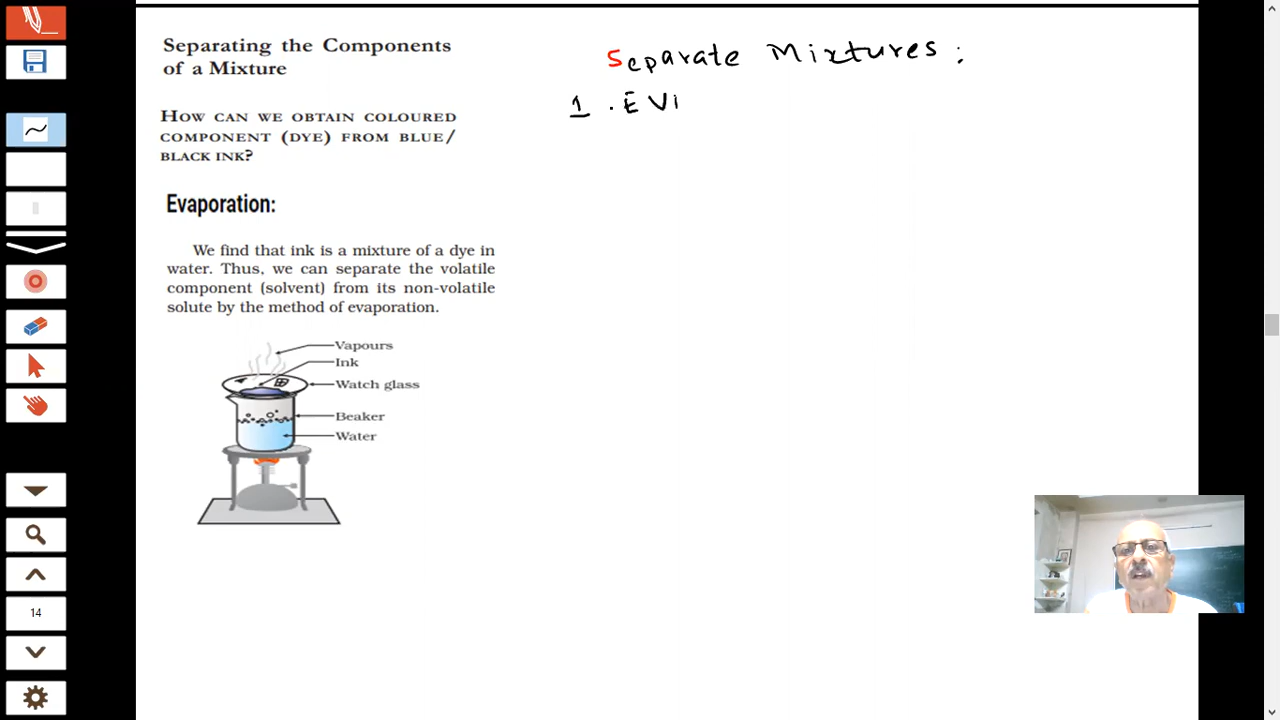 Separating the Components
of a Mixture
HOW CAN WE OBTAIN COLOURED
COMPONENT (DYE) FROM BLUE/
BLACK INK?
Evaporation:
We find that ink is a mixture of a dye in
water. Thus, we can separate the volatile
component (solvent) from its non-volatile
solute by the method of evaporation.
Vapours
Ink
Watch glass
Beaker
Water
Separate Mixtures :
1 . EVI
14